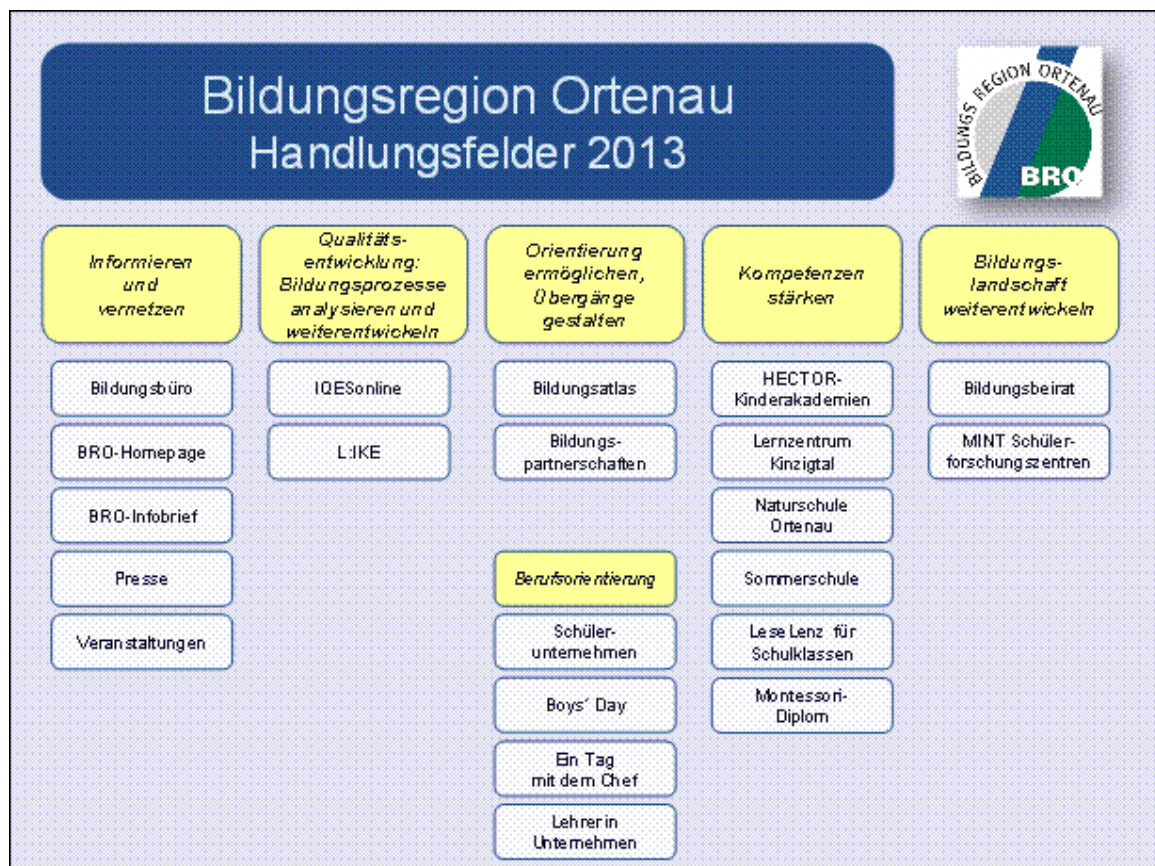 Bildungsregion Ortenau
Handlungsfelder 2013
BILDUNGS REGION ORTENAU
BRO
Informieren
und
vernetzen
Qualitäts-
entwicklung:
Bildungsprozesse
analysieren und
weiterentwickeln
Orientierung
ermöglichen,
Übergänge
gestalten
Kompetenzen
stärken
Bildungs-
landschaft
weiterentwickeln
Bildungsbüro
BRO-Homepage
BRO-Infobrief
Presse
Veranstaltungen
IQESonline
L:IKE
Bildungsatlas
Bildungs-
partnerschaften
Berufsorientierung
Schüler-
unternehmen
Boys´ Day
Ein Tag
mit dem Chef
Lehrer in
Unternehmen
HECTOR-
Kinderakademien
Lernzentrum
Kinzigtal
Naturschule
Ortenau
Sommerschule
LeseLenz für
Schulklassen
Montessori-
Diplom
Bildungsbeirat
MINT Schüler-
forschungszentren